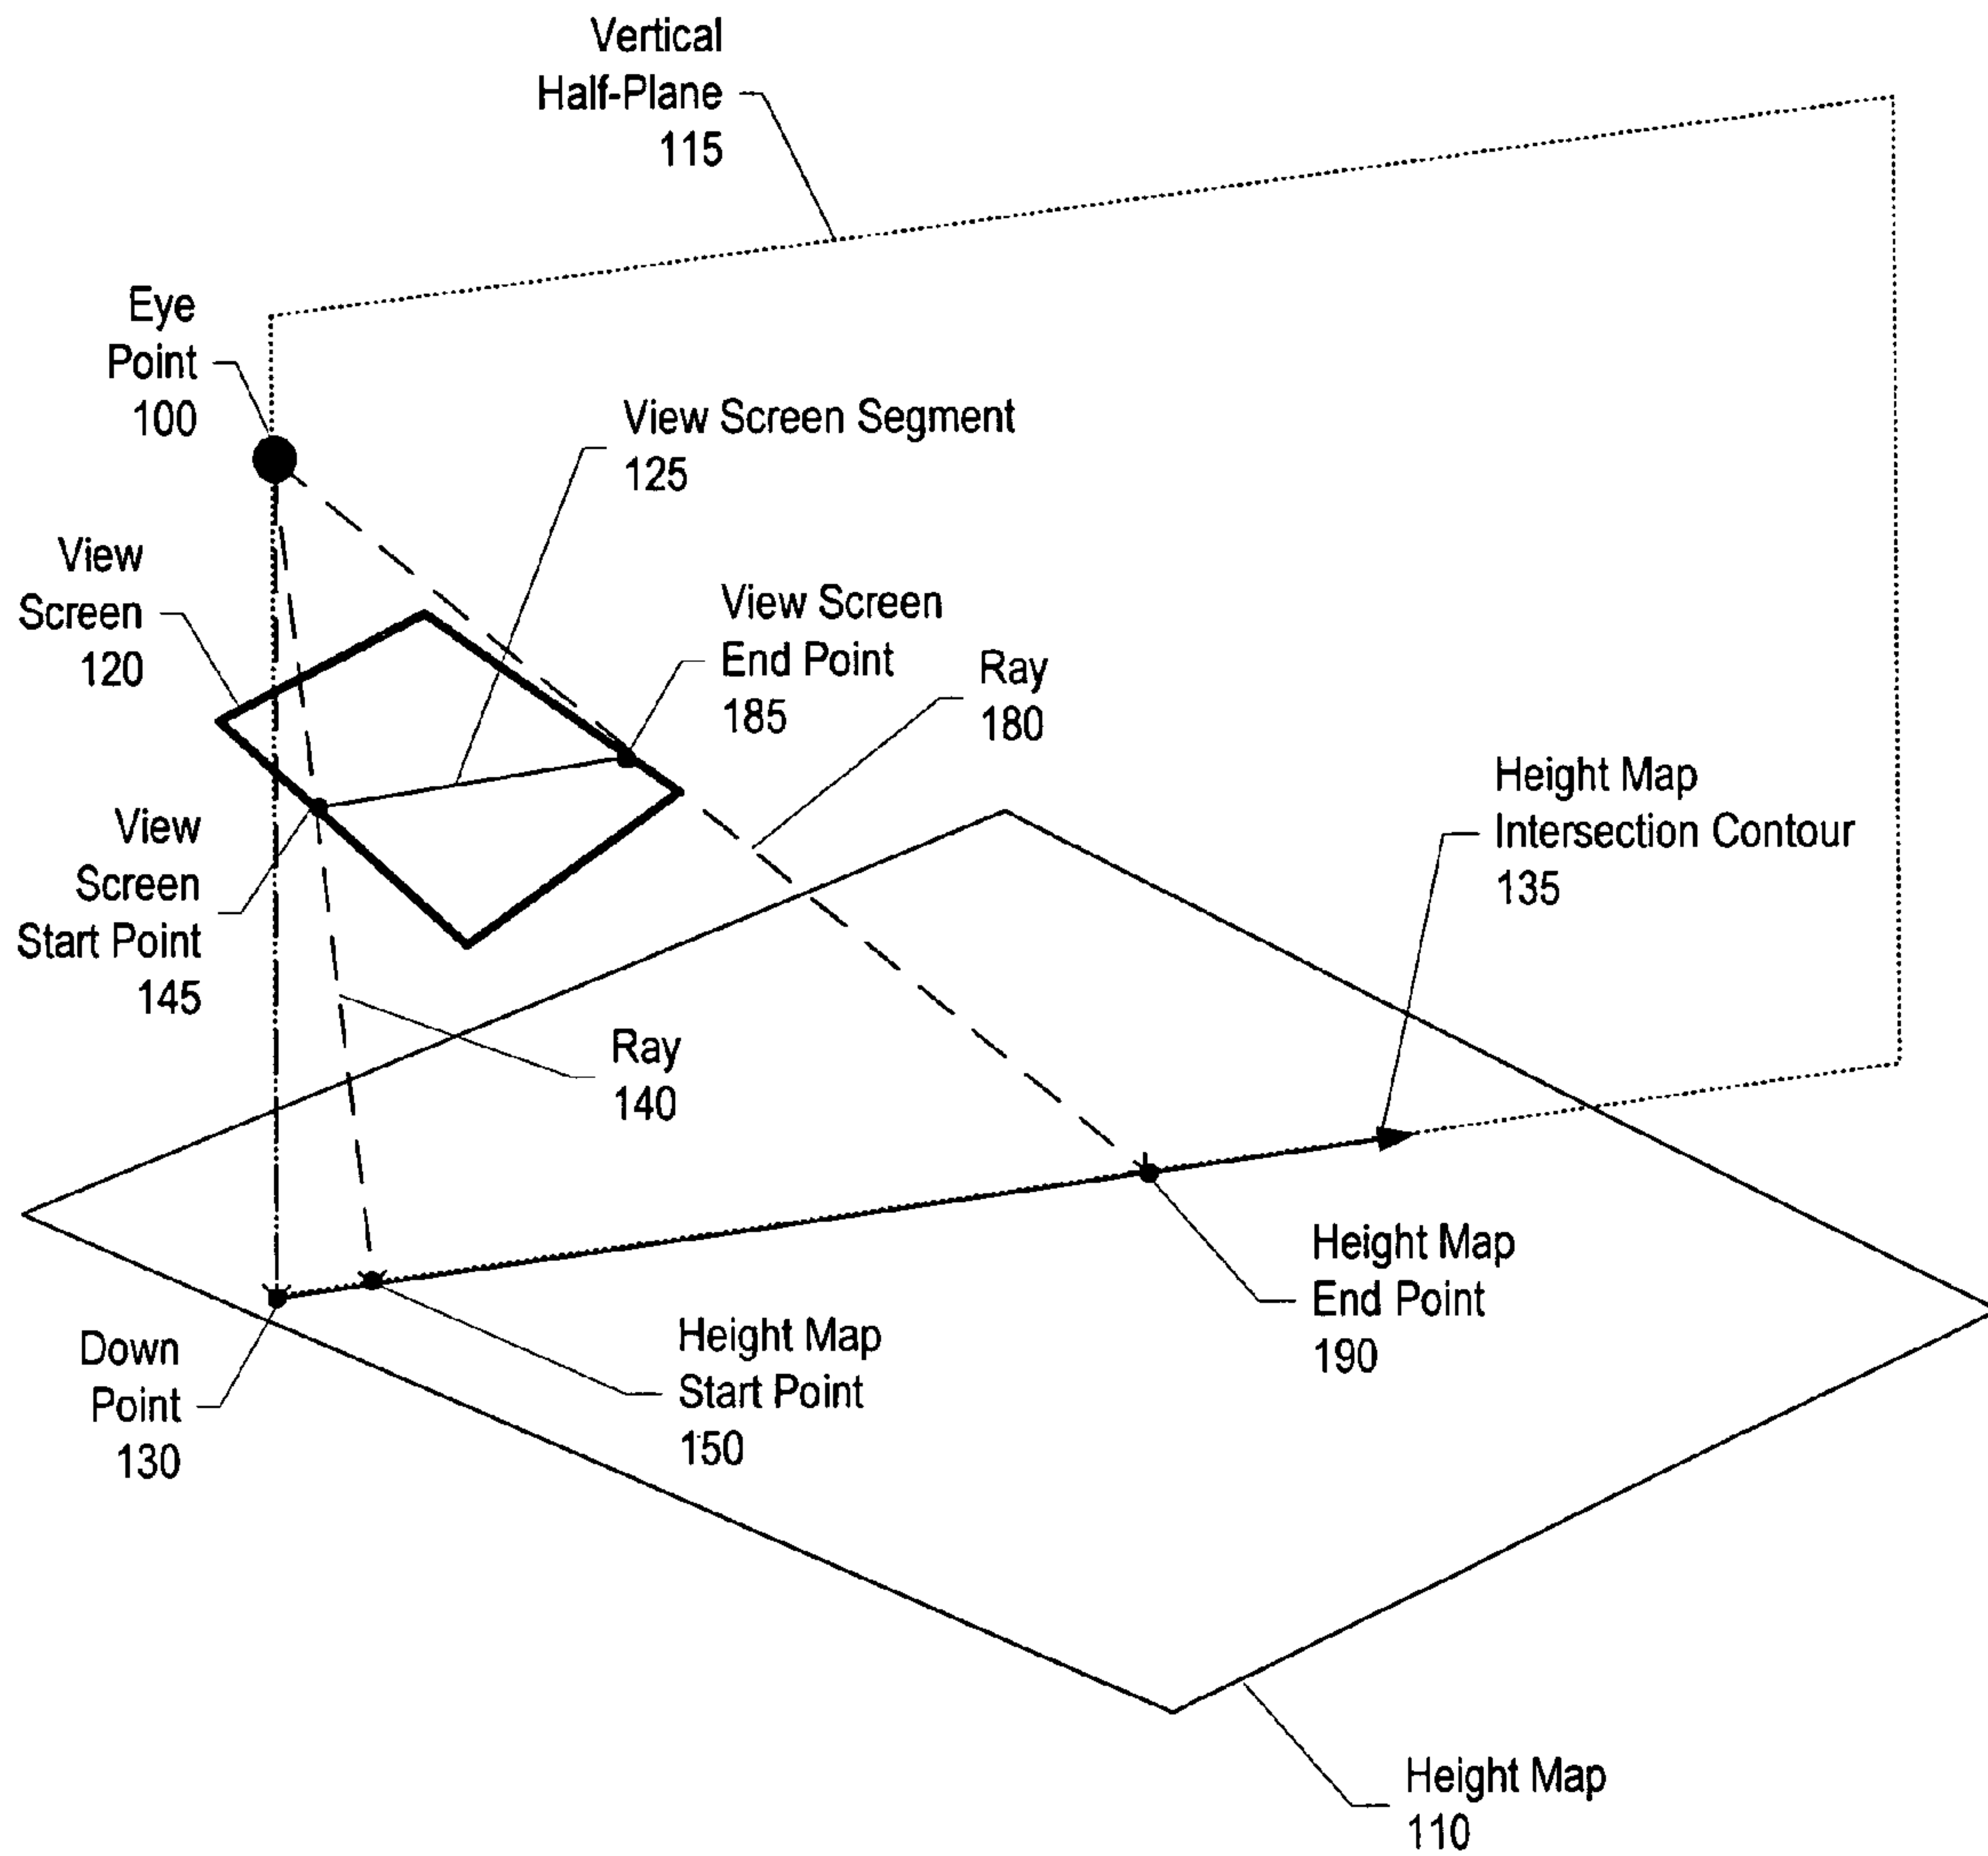 Vertical
Half-Plane
115
Eye
Point
100
View Screen Segment
125
View
Screen
120
View Screen
End Point
185
Ray
180
Height Map
Intersection Contour
135
View
Screen
Start Point
145
Ray
140
Height Map
End Point
190
Down
Point
130
Height Map
Start Point
150
Height Map
110